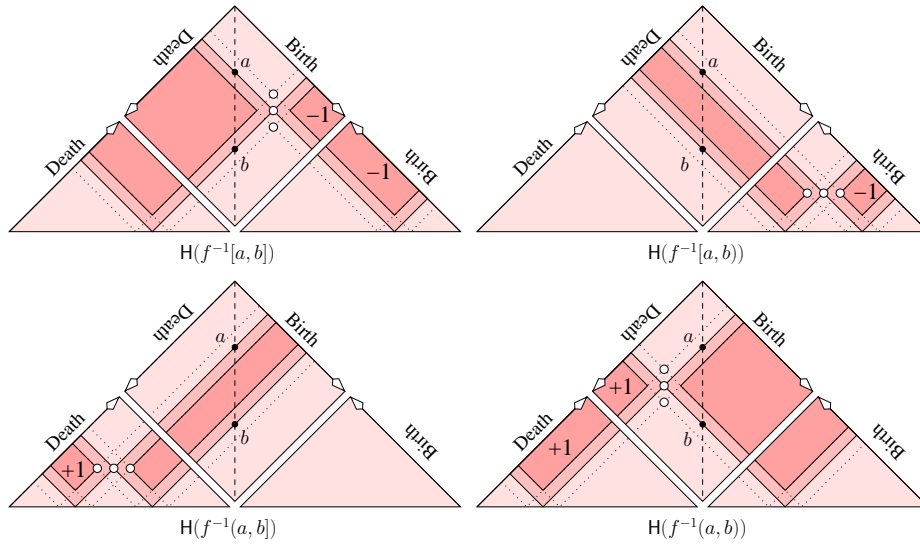 Death Birth
a
−1
Death b −1 Birth
H(f⁻¹[a, b])
Death Birth
a
Death b −1 Birth
H(f⁻¹[a, b))
Death Birth
a
Death b Birth
+1
H(f⁻¹(a, b])
Death Birth
a
+1
Death +1 b Birth
H(f⁻¹(a, b))